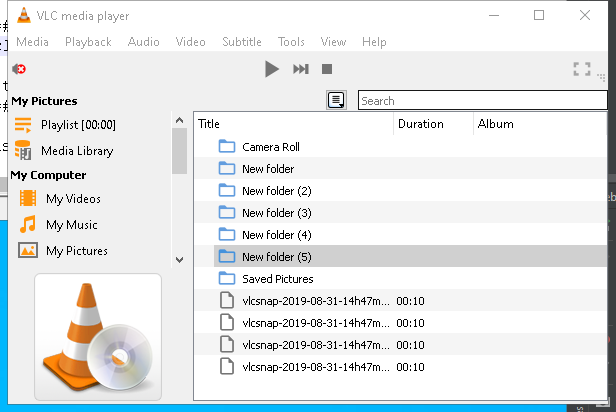 VLC media player
Media Playback Audio Video Subtitle Tools View Help
My Pictures
Search
Playlist [00:00]
Title Duration Album
Media Library
Camera Roll
My Computer
New folder
My Videos
New folder (2)
My Music
New folder (3)
My Pictures
New folder (4)
New folder (5)
Saved Pictures
vlcsnap-2019-08-31-14h47m... 00:10
vlcsnap-2019-08-31-14h47m... 00:10
vlcsnap-2019-08-31-14h47m... 00:10
vlcsnap-2019-08-31-14h47m... 00:10